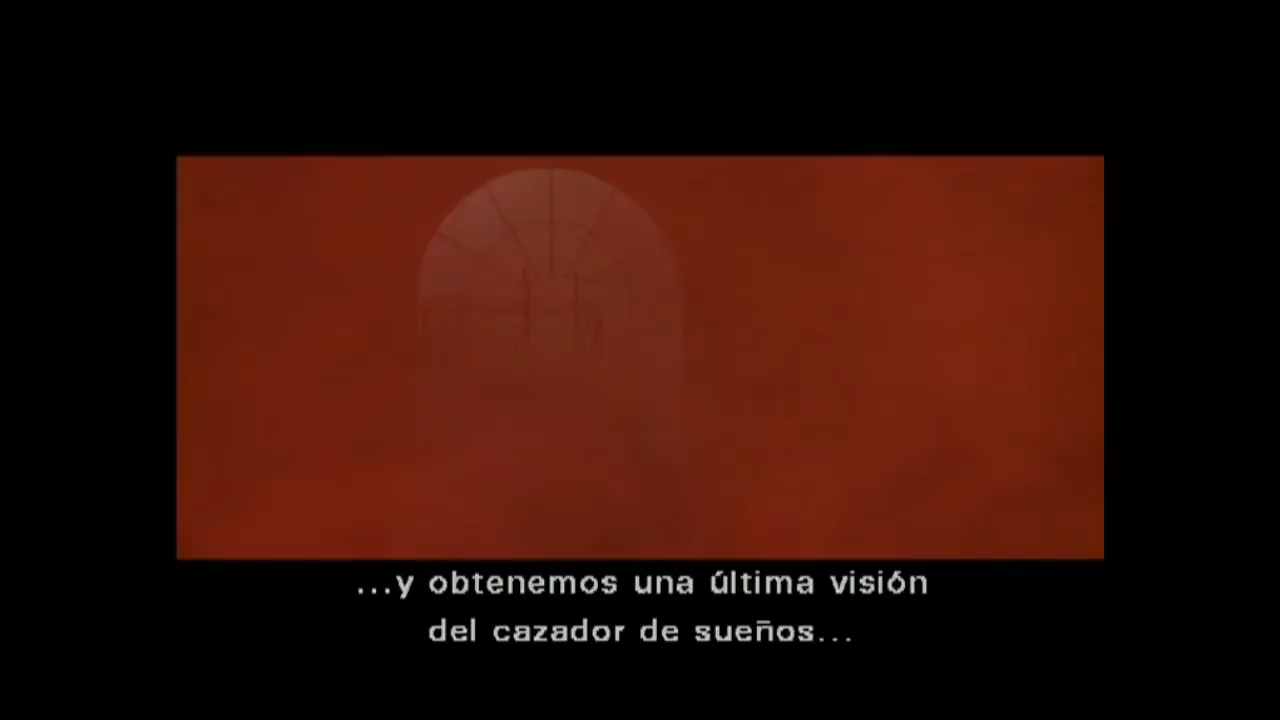 ...y obtenemos una última visión
del cazador de sueños...